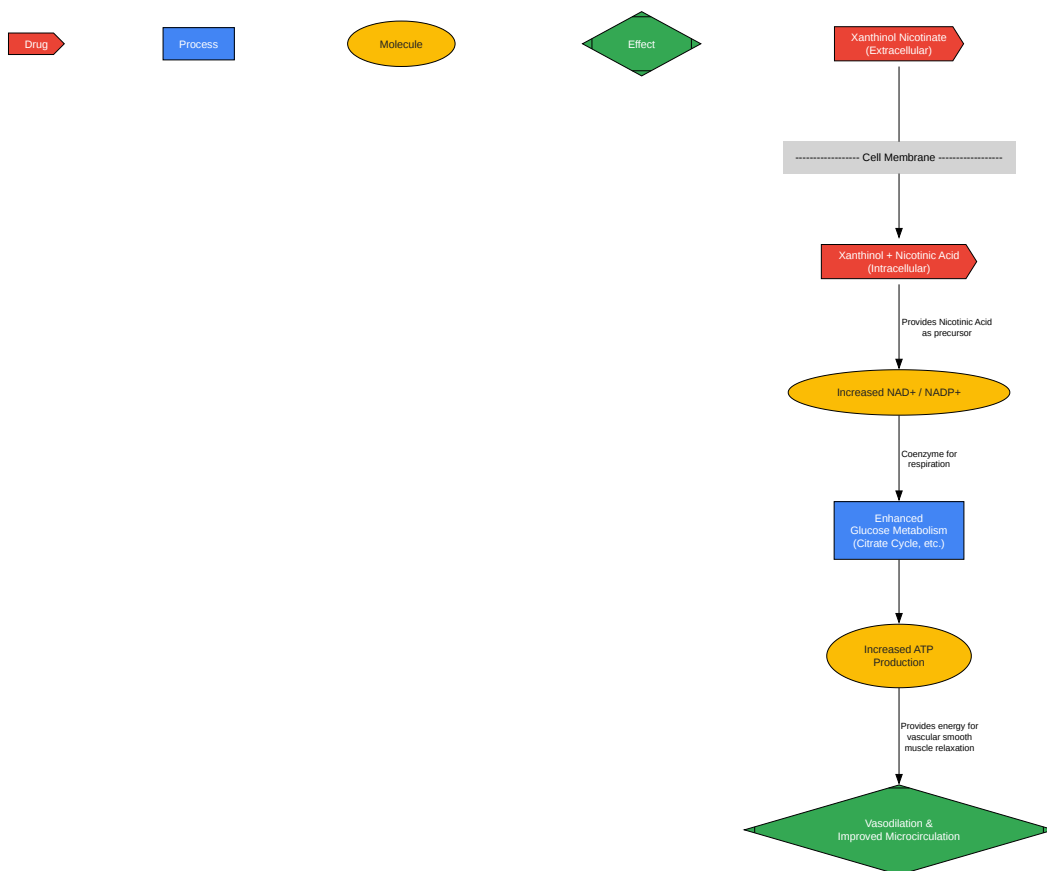 Drug
Process
Molecule
Effect
Xanthinol Nicotinate
(Extracellular)
------------------ Cell Membrane ------------------
Xanthinol + Nicotinic Acid
(Intracellular)
Provides Nicotinic Acid
as precursor
Increased NAD+ / NADP+
Coenzyme for
respiration
Enhanced
Glucose Metabolism
(Citrate Cycle, etc.)
Increased ATP
Production
Provides energy for
vascular smooth
muscle relaxation
Vasodilation &
Improved Microcirculation